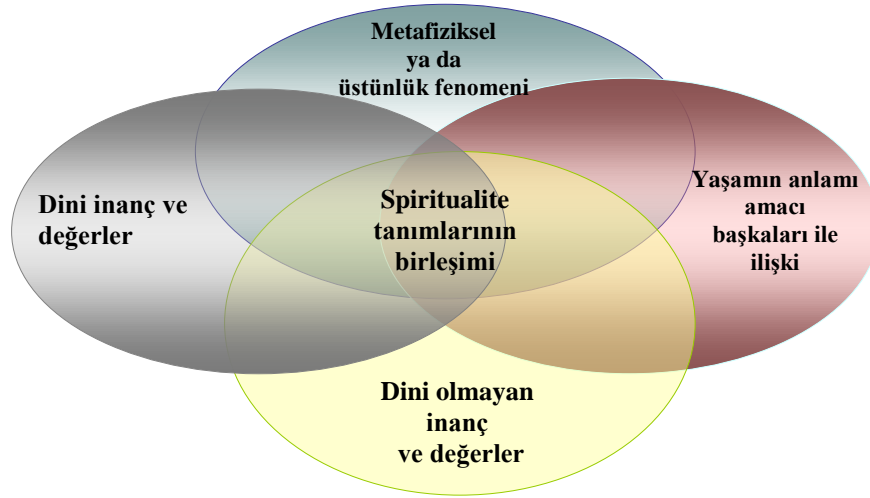 Metafiziksel
ya da
üstünlük fenomeni
Dini inanç ve
değerler
Spiritualite
tanımlarının
birleşimi
Yaşamın anlamı
amacı
başkaları ile
ilişki
Dini olmayan
inanç
ve değerler